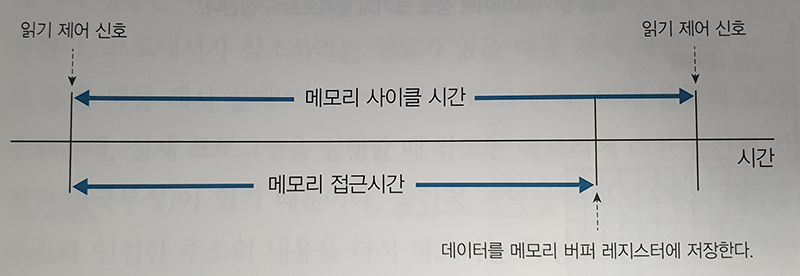 읽기 제어 신호
읽기 제어 신호
메모리 사이클 시간
시간
메모리 접근시간
데이터를 메모리 버퍼 레지스터에 저장한다.